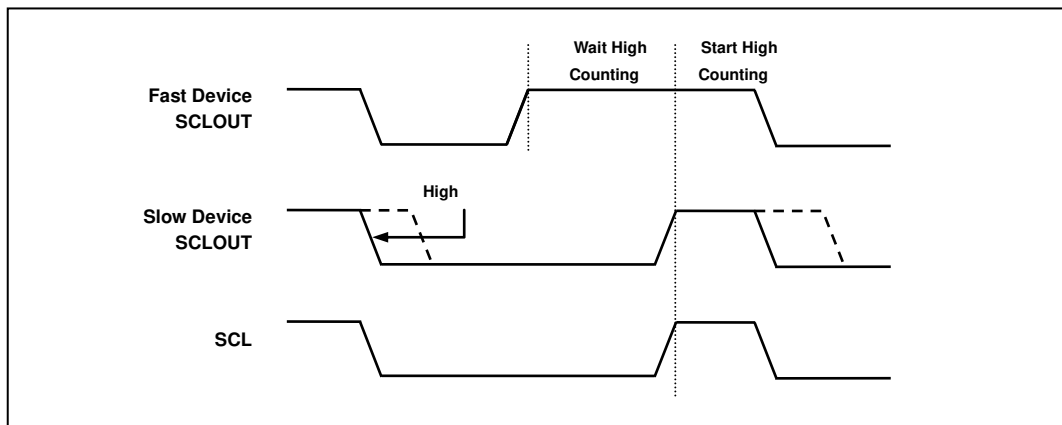 Wait High
Counting
Start High
Counting
Fast Device
SCLOUT
High
Slow Device
SCLOUT
SCL